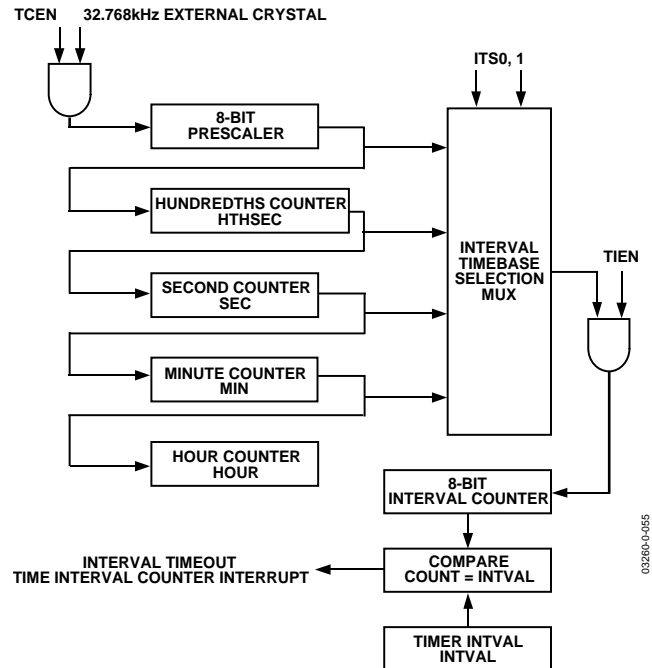 TCEN 32.768kHz EXTERNAL CRYSTAL
ITS0, 1
8-BIT
PRESCALER
HUNDREDTHS COUNTER
HTHSEC
INTERVAL
TIMEBASE
SELECTION
MUX
TIEN
SECOND COUNTER
SEC
MINUTE COUNTER
MIN
HOUR COUNTER
HOUR
8-BIT
INTERVAL COUNTER
INTERVAL TIMEOUT
TIME INTERVAL COUNTER INTERRUPT
COMPARE
COUNT = INTVAL
TIMER INTVAL
INTVAL
03260-0-055